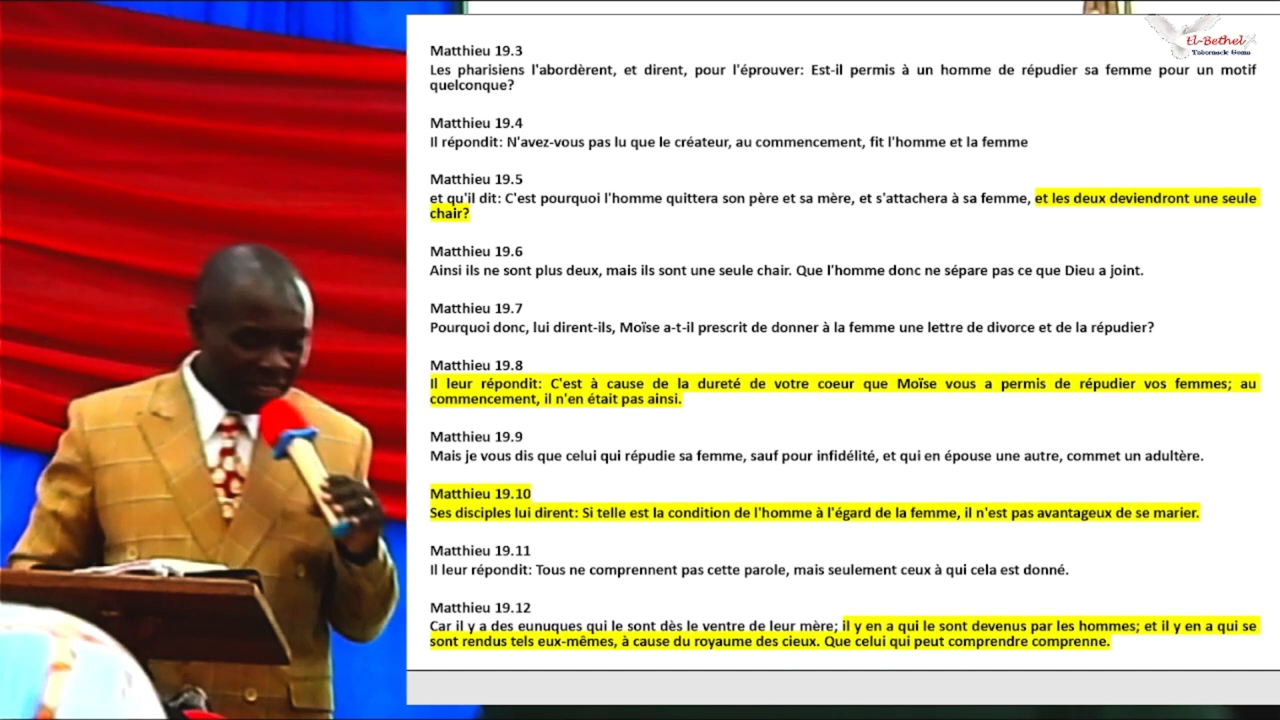 El-Bethel
Tabernacle Goma
Matthieu 19.3
Les pharisiens l'abordèrent, et dirent, pour l'éprouver: Est-il permis à un homme de répudier sa femme pour un motif
quelconque?
Matthieu 19.4
Il répondit: N'avez-vous pas lu que le créateur, au commencement, fit l'homme et la femme
Matthieu 19.5
et qu'il dit: C'est pourquoi l'homme quittera son père et sa mère, et s'attachera à sa femme, et les deux deviendront une seule
chair?
Matthieu 19.6
Ainsi ils ne sont plus deux, mais ils sont une seule chair. Que l'homme donc ne sépare pas ce que Dieu a joint.
Matthieu 19.7
Pourquoi donc, lui dirent-ils, Moïse a-t-il prescrit de donner à la femme une lettre de divorce et de la répudier?
Matthieu 19.8
Il leur répondit: C'est à cause de la dureté de votre coeur que Moïse vous a permis de répudier vos femmes; au
commencement, il n'en était pas ainsi.
Matthieu 19.9
Mais je vous dis que celui qui répudie sa femme, sauf pour infidélité, et qui en épouse une autre, commet un adultère.
Matthieu 19.10
Ses disciples lui dirent: Si telle est la condition de l'homme à l'égard de la femme, il n'est pas avantageux de se marier.
Matthieu 19.11
Il leur répondit: Tous ne comprennent pas cette parole, mais seulement ceux à qui cela est donné.
Matthieu 19.12
Car il y a des eunuques qui le sont dès le ventre de leur mère; il y en a qui le sont devenus par les hommes; et il y en a qui se
sont rendus tels eux-mêmes, à cause du royaume des cieux. Que celui qui peut comprendre comprenne.